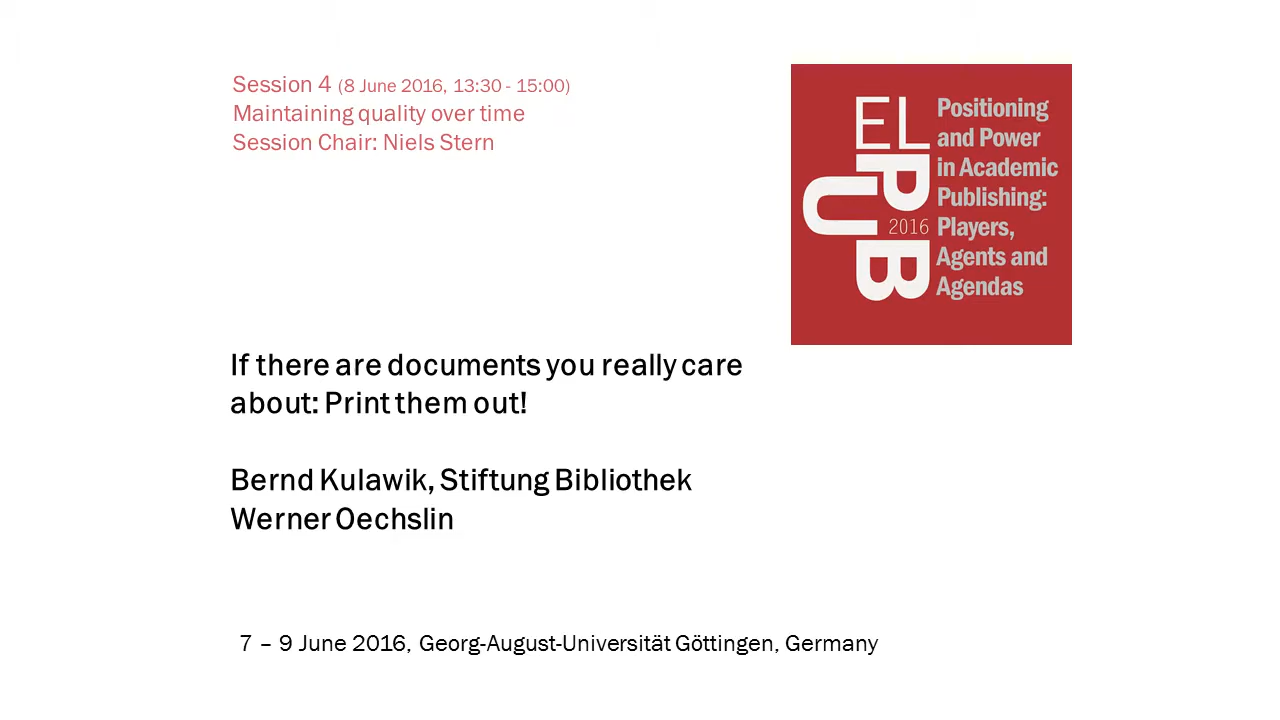 Session 4 (8 June 2016, 13:30 - 15:00)
Maintaining quality over time
Session Chair: Niels Stern
EL
PUB
2016
Positioning
and Power
in Academic
Publishing:
Players,
Agents and
Agendas
If there are documents you really care
about: Print them out!
Bernd Kulawik, Stiftung Bibliothek
Werner Oechslin
7 – 9 June 2016, Georg-August-Universität Göttingen, Germany